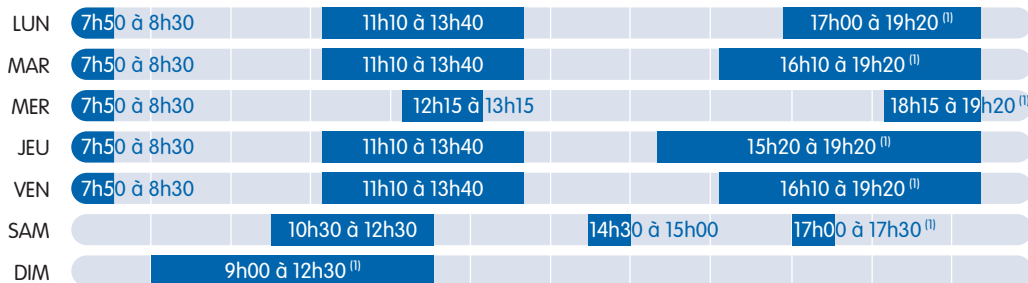 LUN 7h50 à 8h30 11h10 à 13h40 17h00 à 19h20 (1)
MAR 7h50 à 8h30 11h10 à 13h40 16h10 à 19h20 (1)
MER 7h50 à 8h30 12h15 à 13h15 18h15 à 19h20 (1)
JEU 7h50 à 8h30 11h10 à 13h40 15h20 à 19h20 (1)
VEN 7h50 à 8h30 11h10 à 13h40 16h10 à 19h20 (1)
SAM 10h30 à 12h30 14h30 à 15h00 17h00 à 17h30 (1)
DIM 9h00 à 12h30 (1)